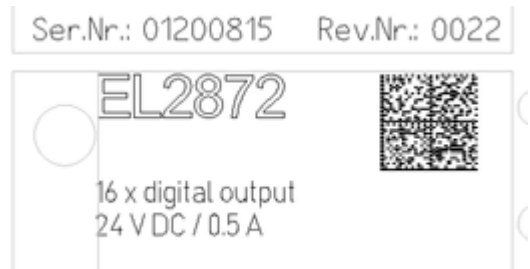 Ser.Nr.: 01200815 Rev.Nr.: 0022
EL2872
16 x digital output
24 V DC / 0.5 A